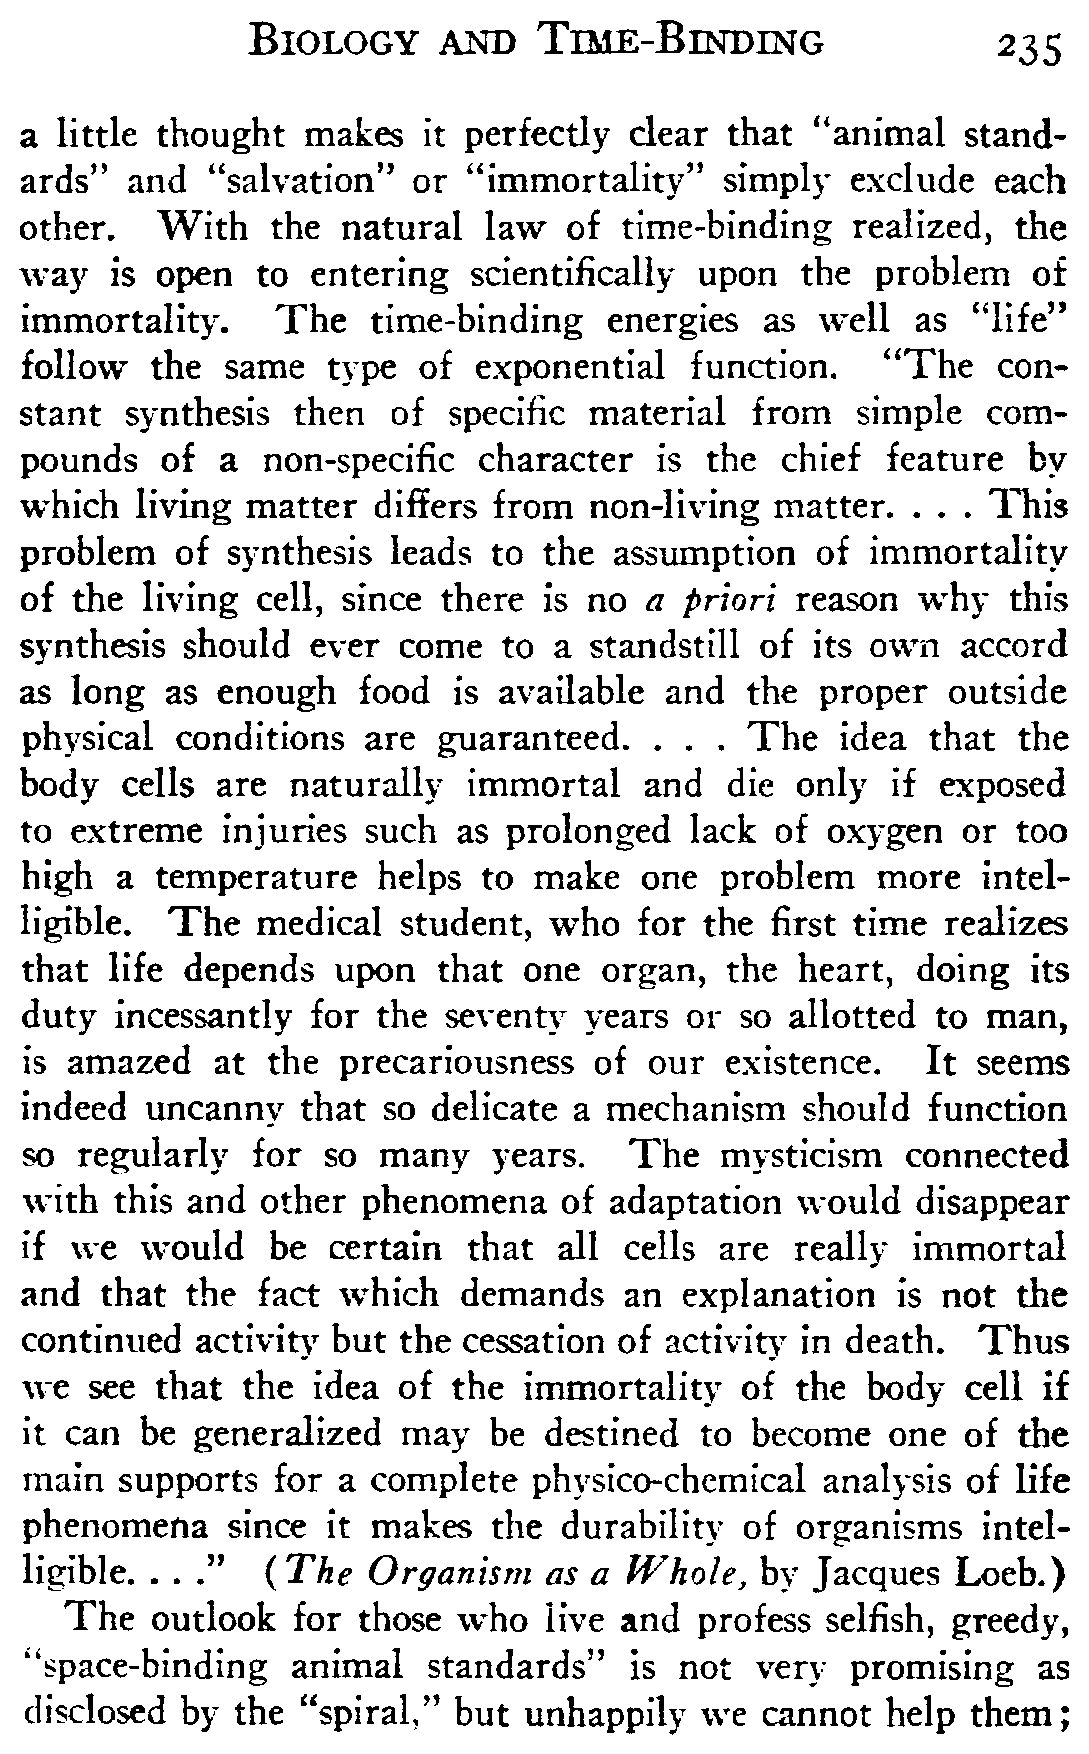 BIOLOGY AND TIME-BINDING 235
a little thought makes it perfectly clear that "animal stand-
ards" and "salvation" or "immortality" simply exclude each
other. With the natural law of time-binding realized, the
way is open to entering scientifically upon the problem of
immortality. The time-binding energies as well as "life"
follow the same type of exponential function. "The con-
stant synthesis then of specific material from simple com-
pounds of a non-specific character is the chief feature by
which living matter differs from non-living matter. . . . This
problem of synthesis leads to the assumption of immortality
of the living cell, since there is no a priori reason why this
synthesis should ever come to a standstill of its own accord
as long as enough food is available and the proper outside
physical conditions are guaranteed. . . . The idea that the
body cells are naturally immortal and die only if exposed
to extreme injuries such as prolonged lack of oxygen or too
high a temperature helps to make one problem more intel-
ligible. The medical student, who for the first time realizes
that life depends upon that one organ, the heart, doing its
duty incessantly for the seventy years or so allotted to man,
is amazed at the precariousness of our existence. It seems
indeed uncanny that so delicate a mechanism should function
so regularly for so many years. The mysticism connected
with this and other phenomena of adaptation would disappear
if we would be certain that all cells are really immortal
and that the fact which demands an explanation is not the
continued activity but the cessation of activity in death. Thus
we see that the idea of the immortality of the body cell if
it can be generalized may be destined to become one of the
main supports for a complete physico-chemical analysis of life
phenomena since it makes the durability of organisms intel-
ligible. . . ." (The Organism as a Whole, by Jacques Loeb.)
The outlook for those who live and profess selfish, greedy,
"space-binding animal standards" is not very promising as
disclosed by the "spiral," but unhappily we cannot help them;